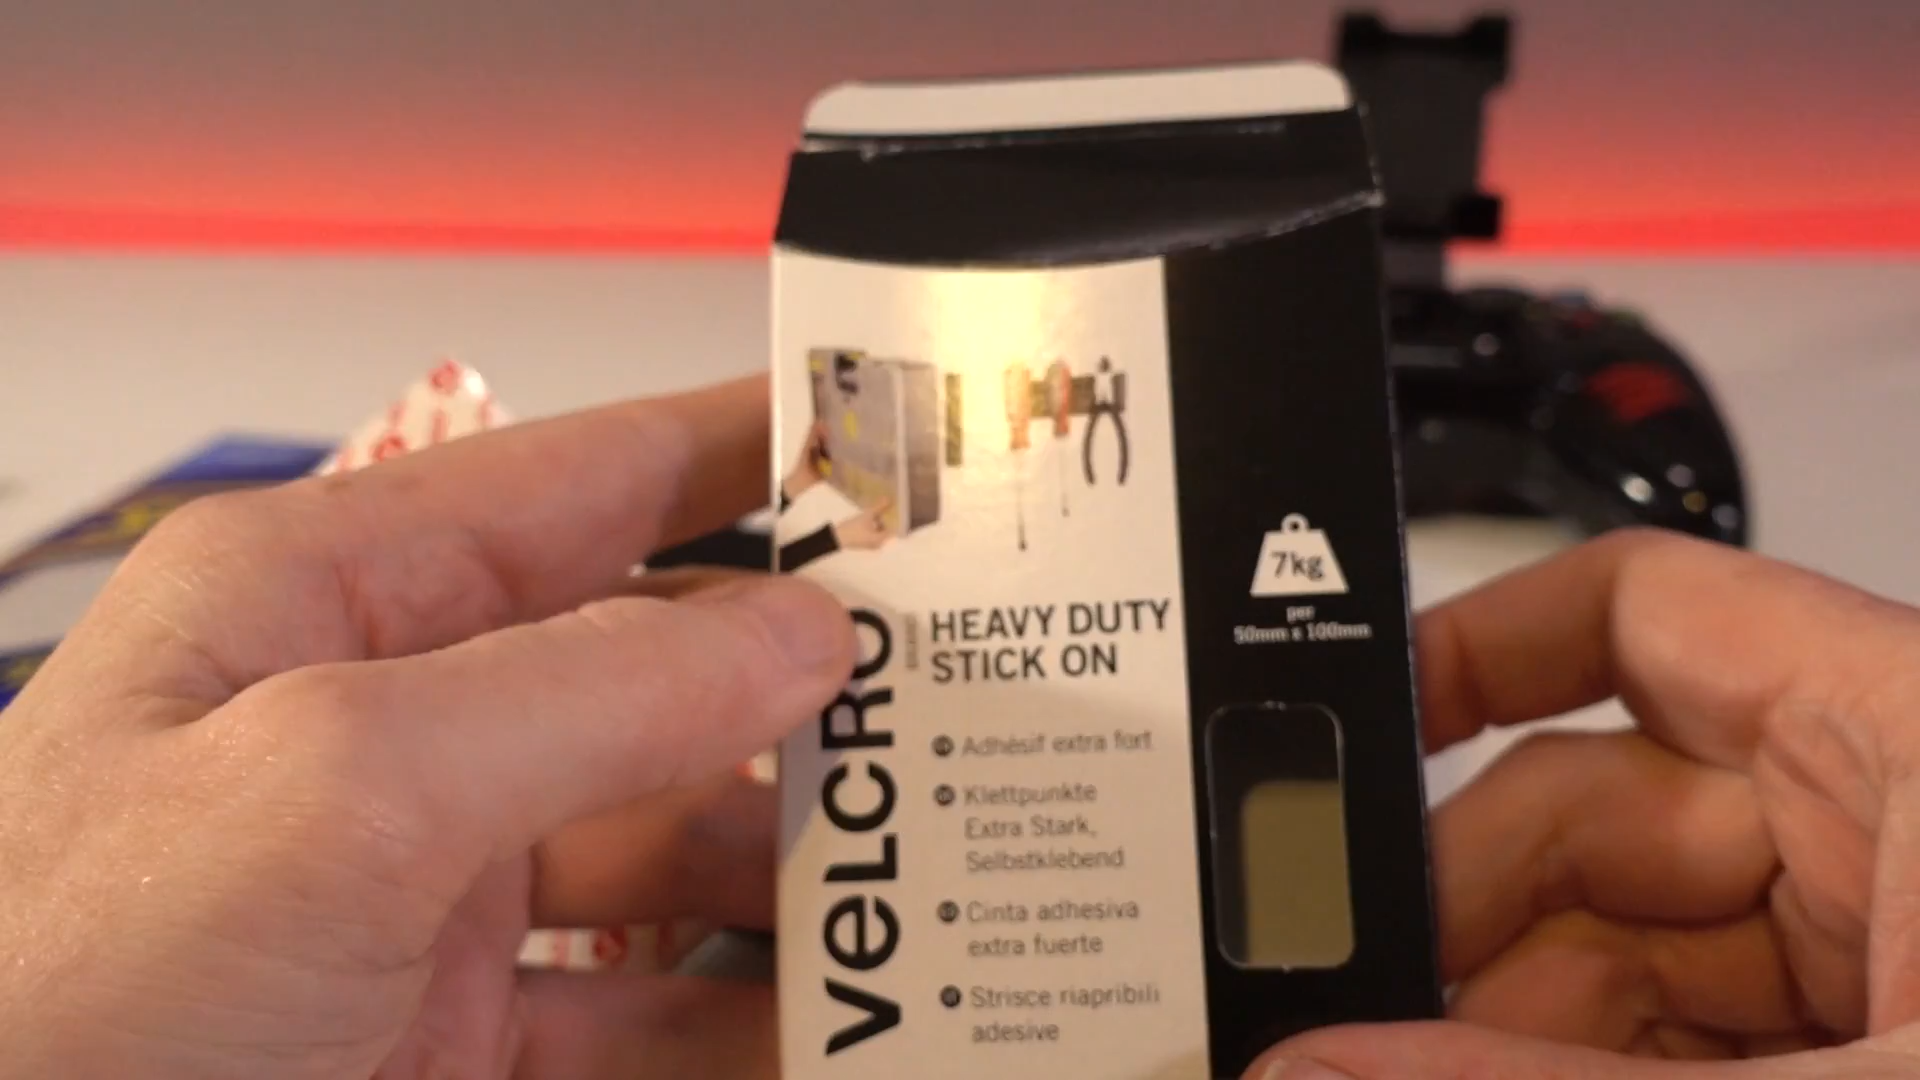 VELCRO
HEAVY DUTY
STICK ON
Adhésif extra fort
Klettpunkte
Extra Stark,
Selbstklebend
Cinta adhesiva
extra fuerte
Strisce riapribili
adesive
7kg
per
50mm x 100mm